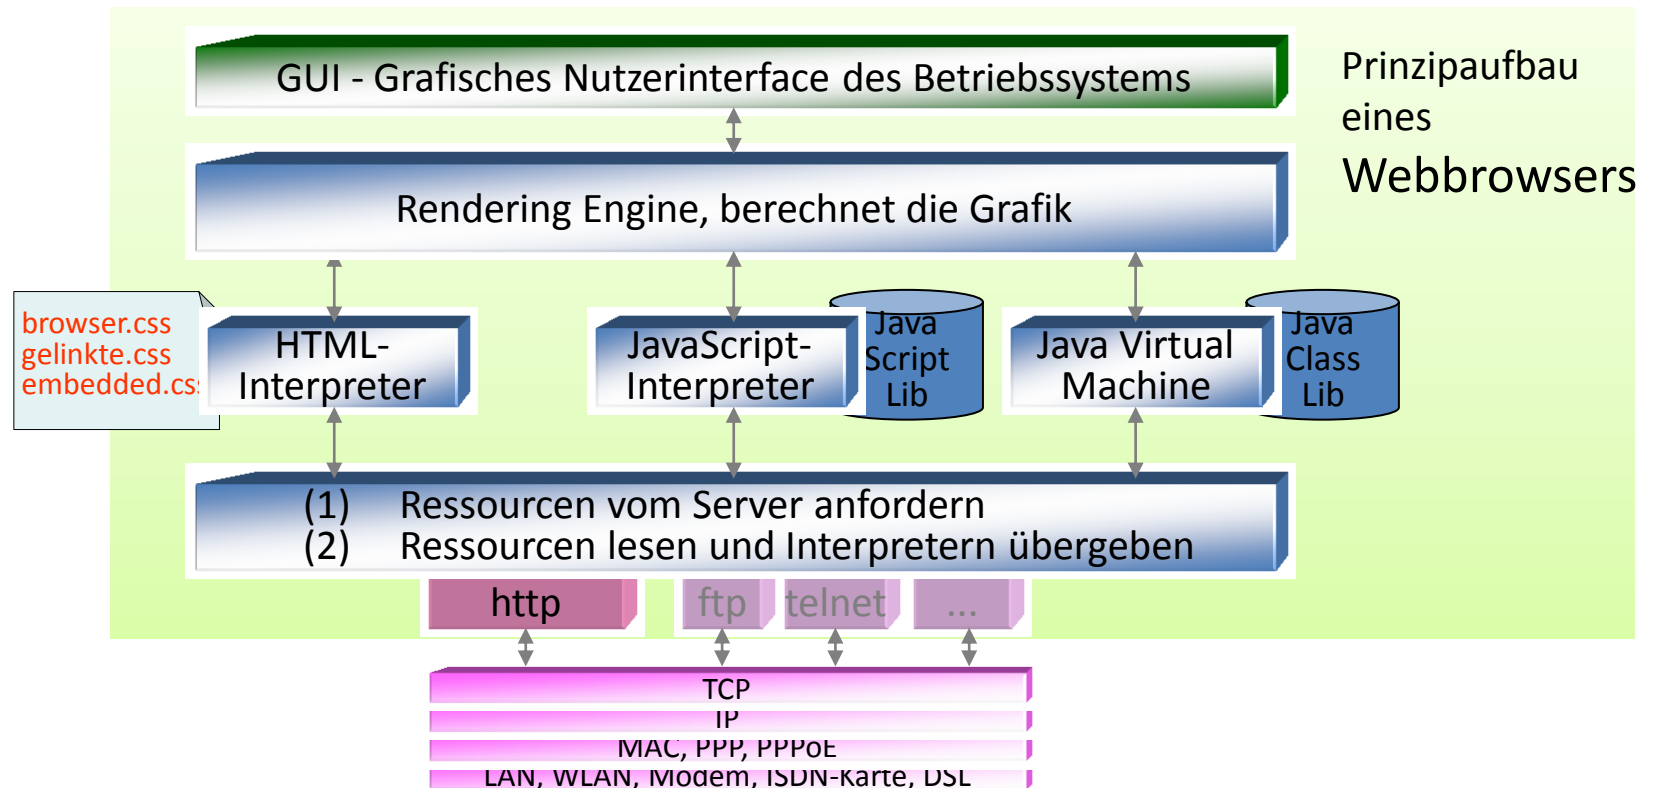 GUI - Grafisches Nutzerinterface des Betriebssystems
Prinzipaufbau
eines
Webbrowsers
Rendering Engine, berechnet die Grafik
browser.css
gelinkte.css
embedded.css
HTML-
Interpreter
JavaScript-
Interpreter
Java
Script
Lib
Java Virtual
Machine
Java
Class
Lib
(1) Ressourcen vom Server anfordern
(2) Ressourcen lesen und Interpretern übergeben
http
ftp
telnet
...
TCP
IP
MAC, PPP, PPPoE
LAN, WLAN, Modem, ISDN-Karte, DSL